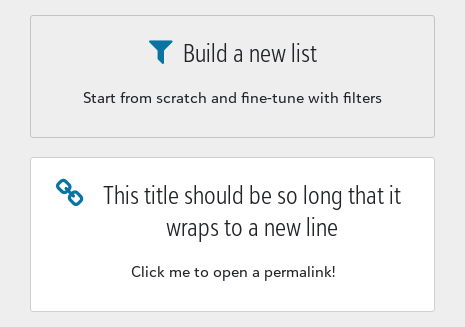 Build a new list
Start from scratch and fine-tune with filters
This title should be so long that it
wraps to a new line
Click me to open a permalink!